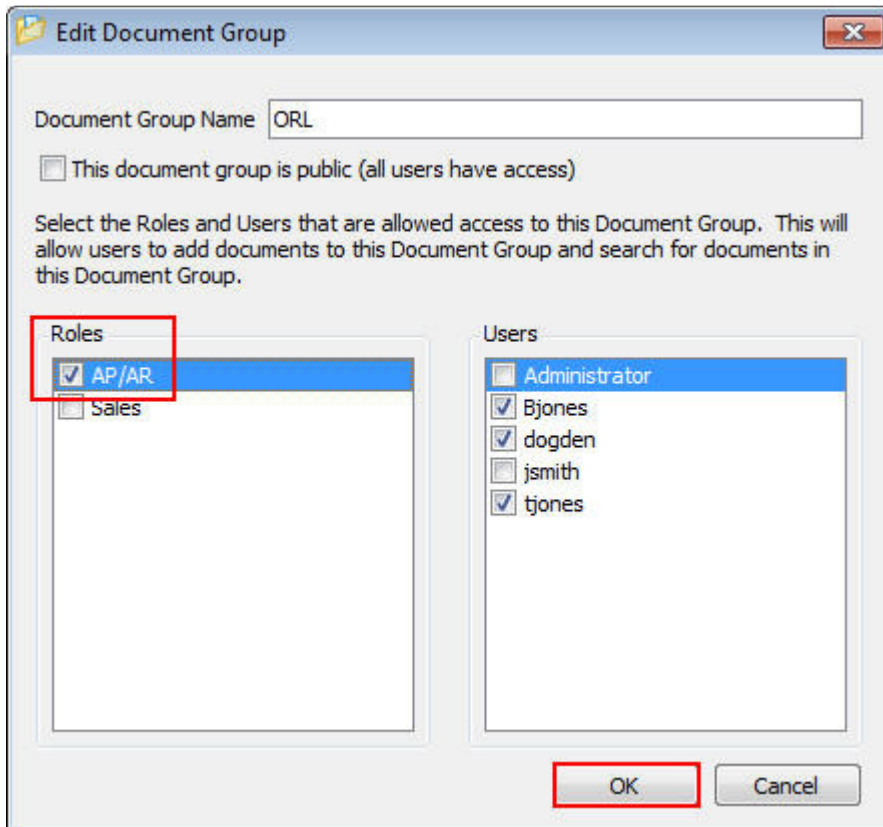 Edit Document Group
Document Group Name ORL
This document group is public (all users have access)
Select the Roles and Users that are allowed access to this Document Group. This will
allow users to add documents to this Document Group and search for documents in
this Document Group.
Roles
AP/AR
Sales
Users
Administrator
Bjones
dogden
jsmith
tjones
OK
Cancel